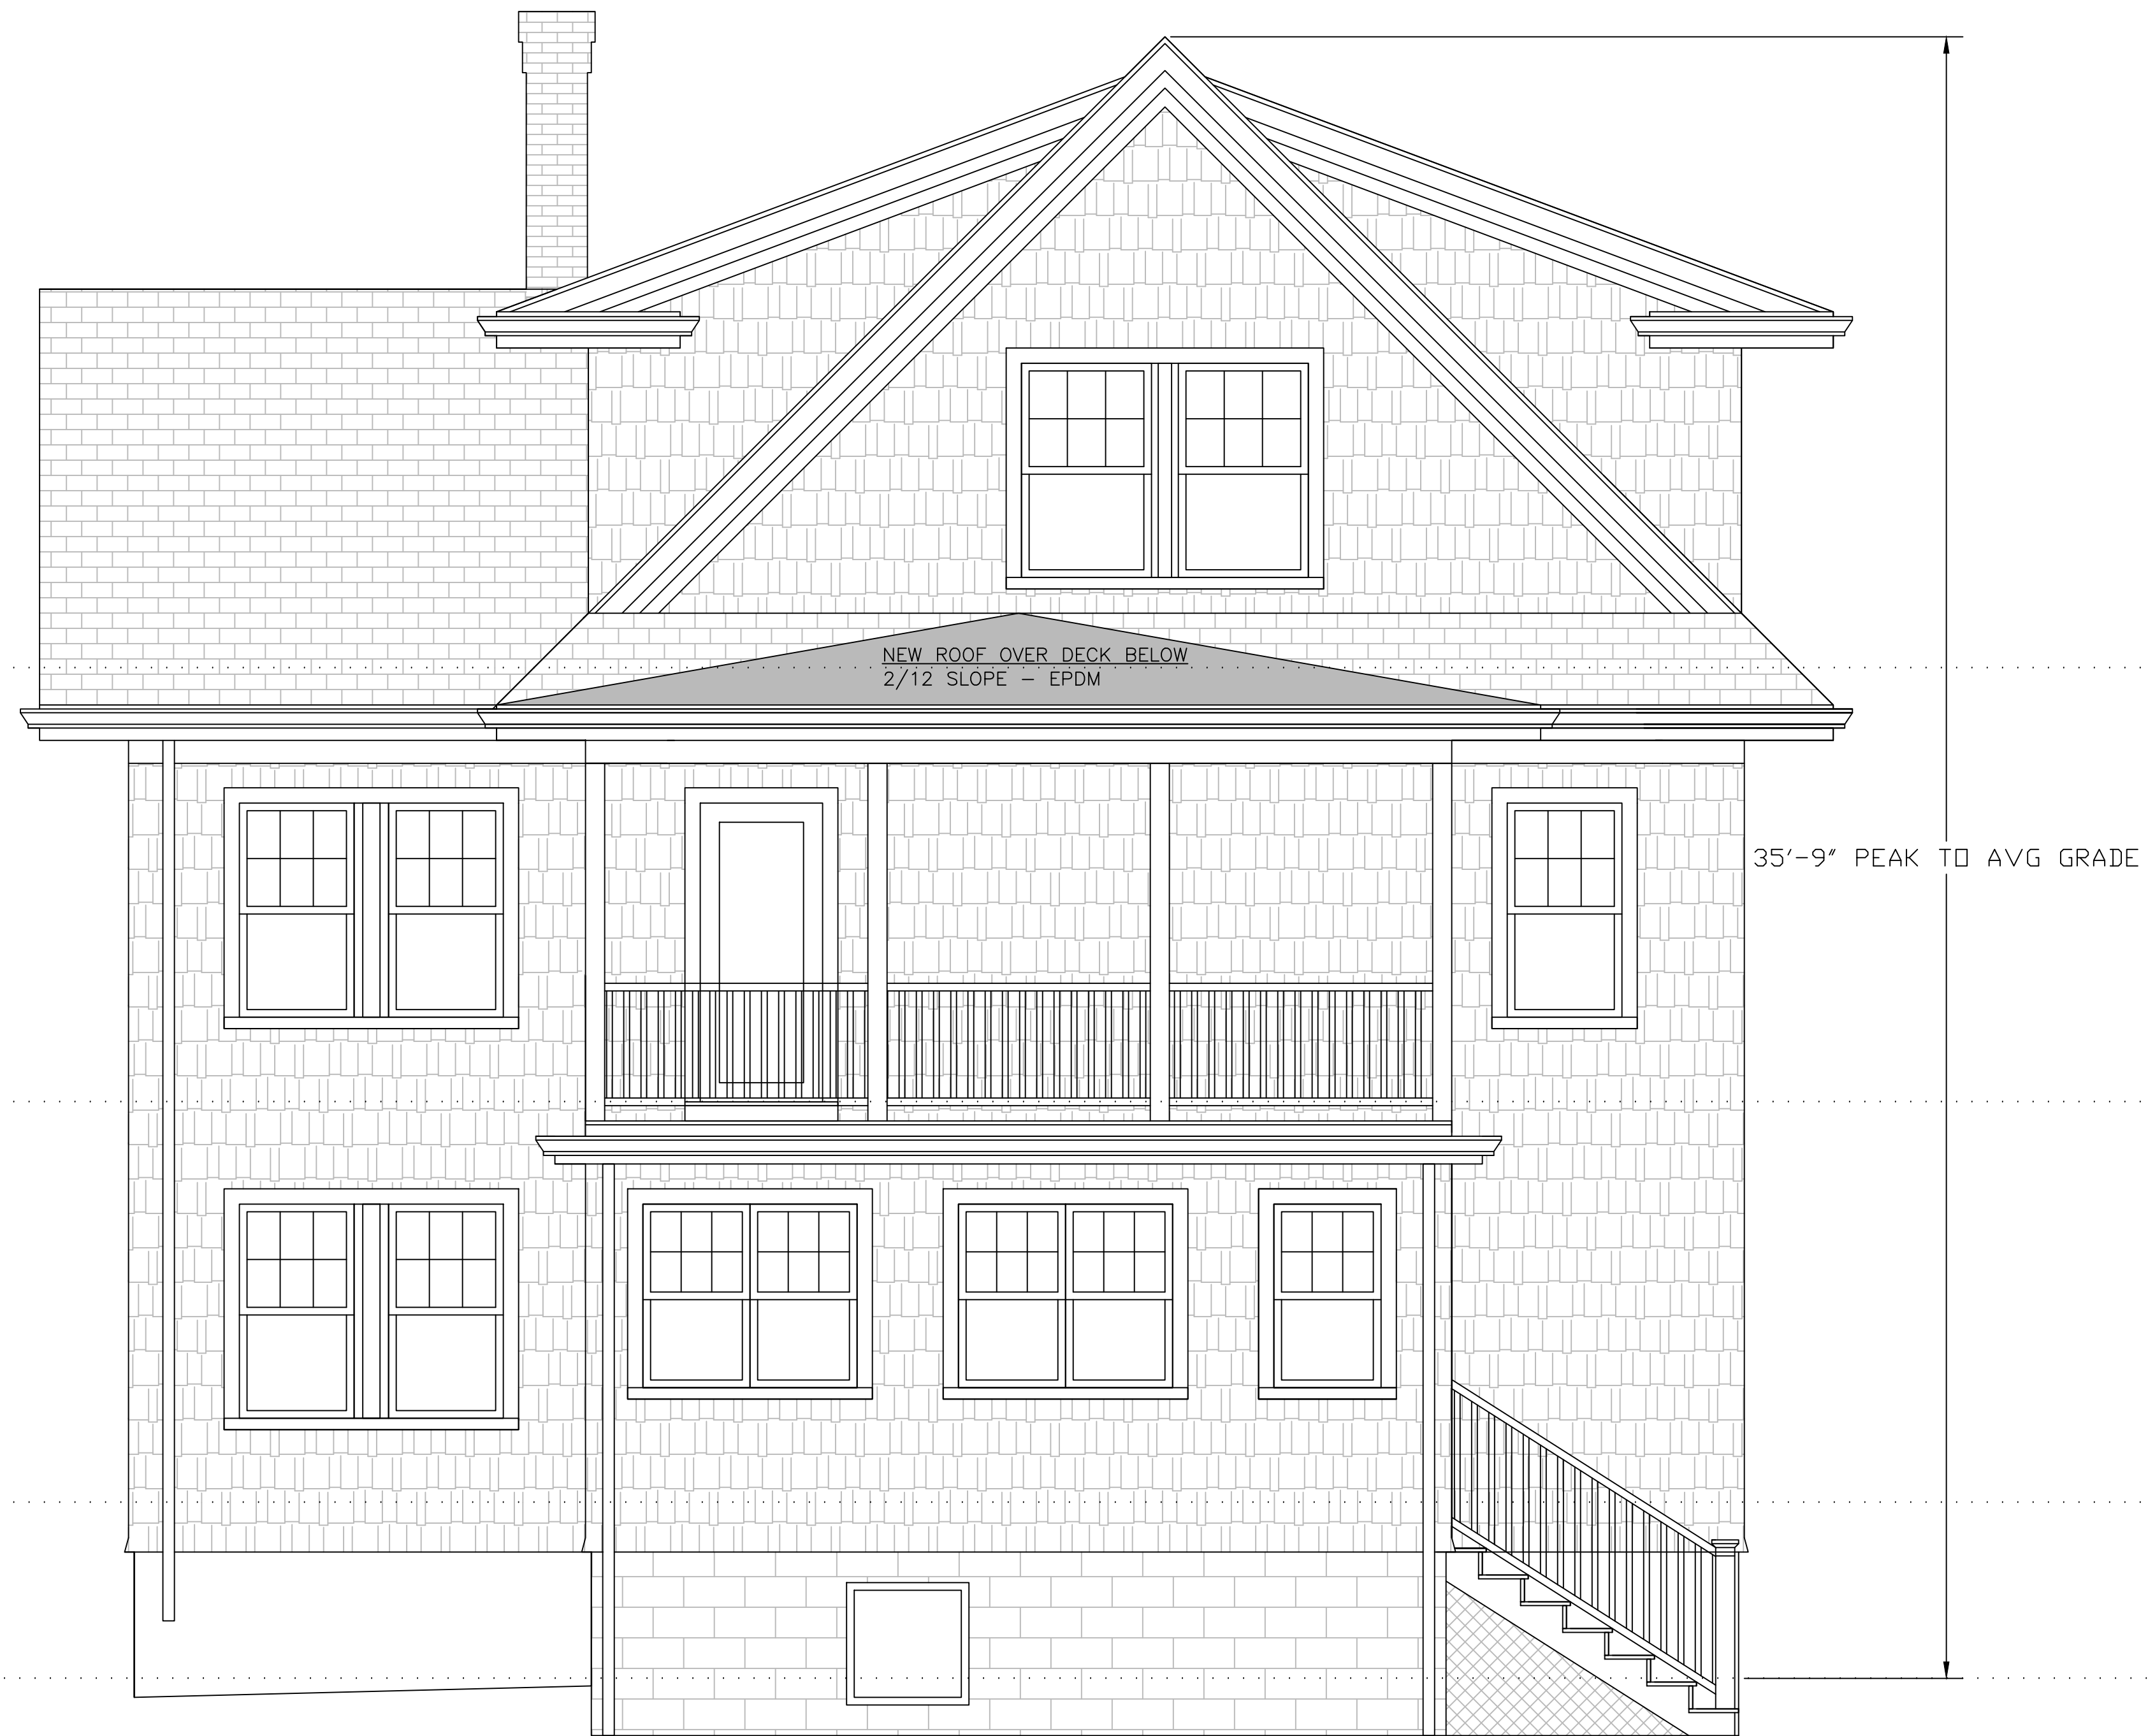 NEW ROOF OVER DECK BELOW
2/12 SLOPE - EPDM
35'-9" PEAK TO AVG GRADE